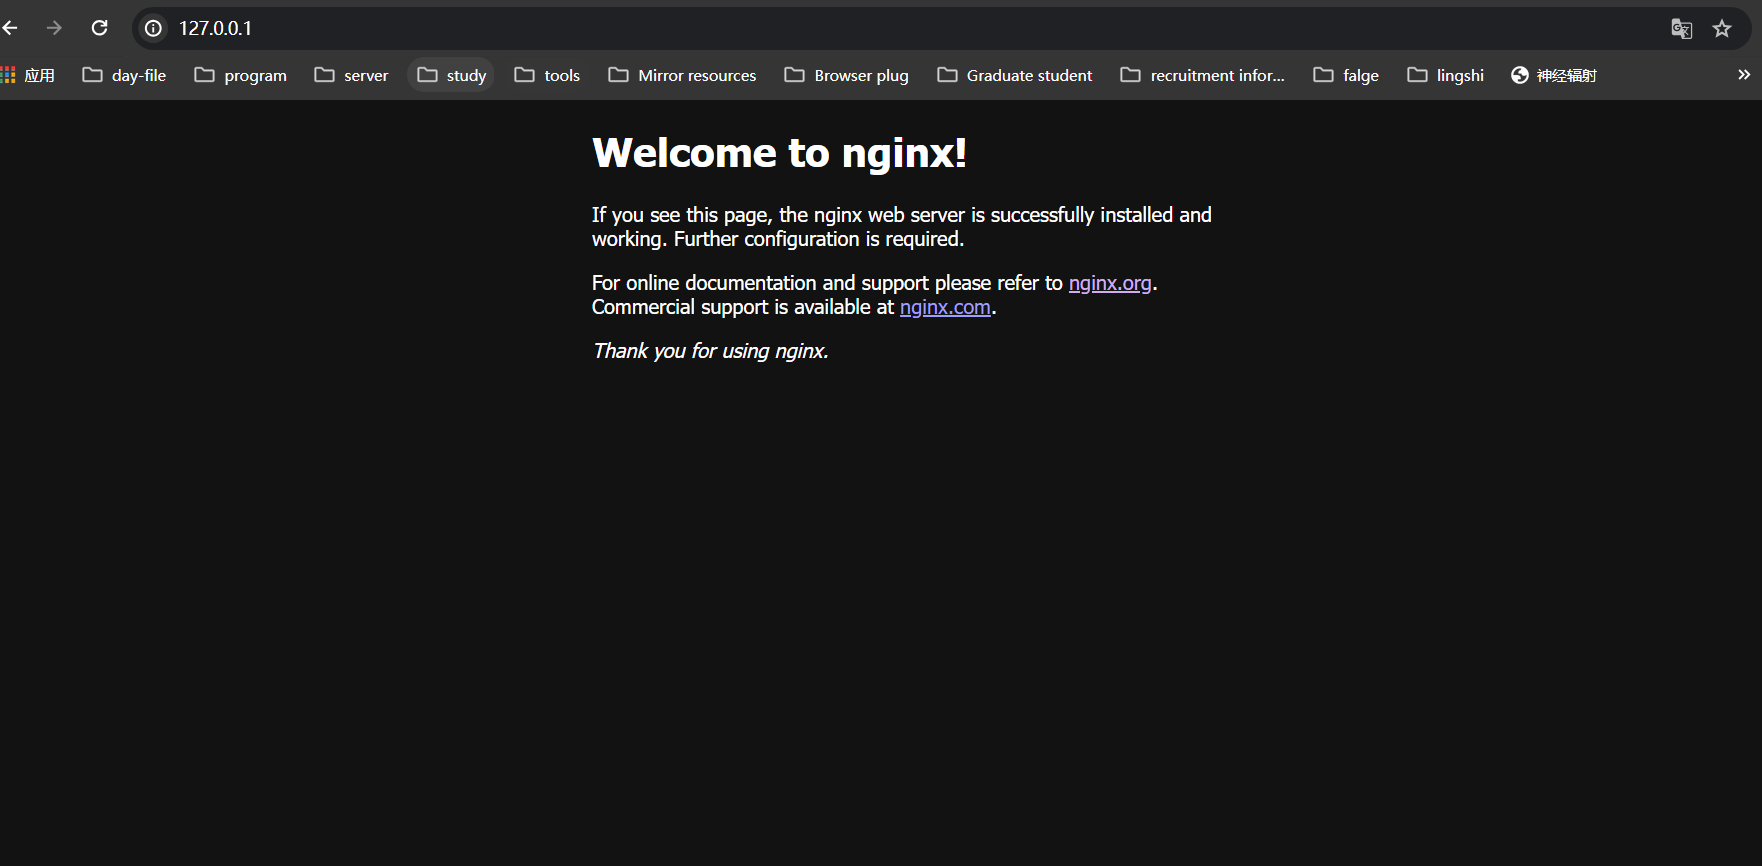 127.0.0.1
应用 day-file program server study tools Mirror resources Browser plug Graduate student recruitment infor... falge lingshi 神经辐射
Welcome to nginx!
If you see this page, the nginx web server is successfully installed and
working. Further configuration is required.
For online documentation and support please refer to nginx.org.
Commercial support is available at nginx.com.
Thank you for using nginx.